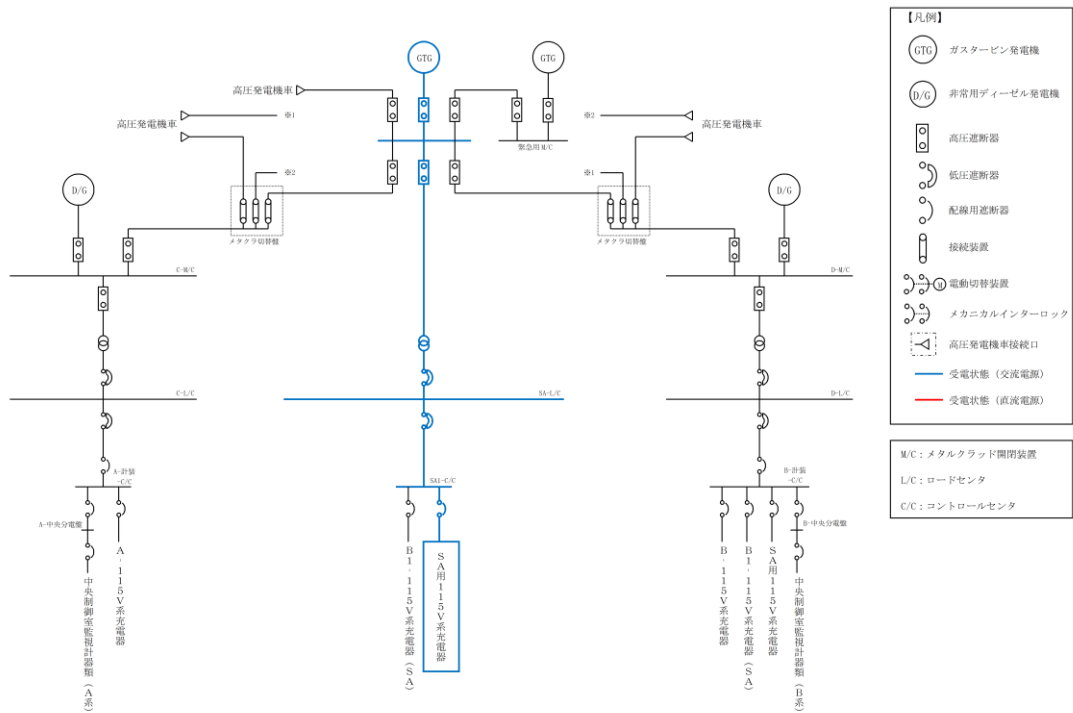 GTG
GTG
高圧発電機車
※1
高圧発電機車
※2
※2
高圧発電機車
※1
緊急用M/C
D/G
D/G
メタクラ切替盤
メタクラ切替盤
C-M/C
D-M/C
C-L/C
SA-L/C
D-L/C
A-計装
-C/C
SA1-C/C
B-計装
-C/C
A-中央分電盤
B-中央分電盤
中央制御室監視計器類（A系）
A-115V系充電器
B1-115V系充電器（SA）
SA用115V系充電器
B-115V系充電器
B1-115V系充電器（SA）
SA用115V系充電器
中央制御室監視計器類（B系）
【凡例】
GTG ガスタービン発電機
D/G 非常用ディーゼル発電機
高圧遮断器
低圧遮断器
配線用遮断器
接続装置
M 電動切替装置
メカニカルインターロック
高圧発電機車接続口
受電状態（交流電源）
受電状態（直流電源）
M/C：メタルクラッド開閉装置
L/C：ロードセンタ
C/C：コントロールセンタ